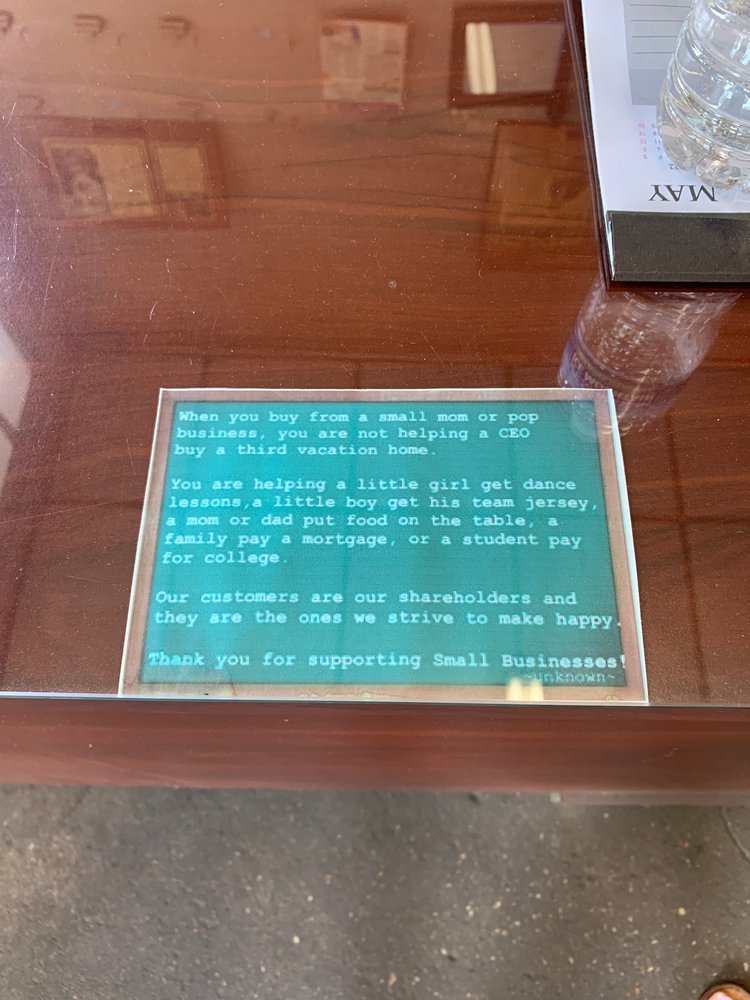 MAY
When you buy from a small mom or pop
business, you are not helping a CEO
buy a third vacation home.
You are helping a little girl get dance
lessons,a little boy get his team jersey,
a mom or dad put food on the table, a
family pay a mortgage, or a student pay
for college.
Our customers are our shareholders and
they are the ones we strive to make happy.
Thank you for supporting Small Businesses!
~unknown~